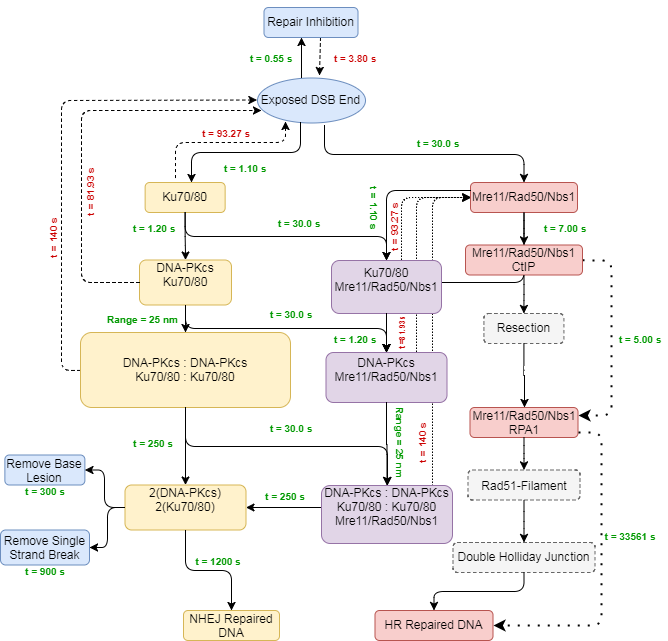 Repair Inhibition
t = 0.55 s
t = 3.80 s
Exposed DSB End
t = 93.27 s
t = 30.0 s
t = 1.10 s
t = 81.93 s
t = 140 s
Ku70/80
t = 1.10 s
t = 93.27 s
Mre11/Rad50/Nbs1
t = 1.20 s
t = 30.0 s
t = 7.00 s
DNA-PKcs
Ku70/80
Ku70/80
Mre11/Rad50/Nbs1
Mre11/Rad50/Nbs1
CtIP
Range = 25 nm
t = 30.0 s
t = 1.20 s
t = 81.93 s
Resection
t = 5.00 s
DNA-PKcs : DNA-PKcs
Ku70/80 : Ku70/80
DNA-PKcs
Mre11/Rad50/Nbs1
Mre11/Rad50/Nbs1
RPA1
t = 250 s
t = 30.0 s
Range = 25 nm
t = 140 s
Remove Base
Lesion
t = 300 s
2(DNA-PKcs)
2(Ku70/80)
t = 250 s
DNA-PKcs : DNA-PKcs
Ku70/80 : Ku70/80
Mre11/Rad50/Nbs1
Rad51-Filament
Remove Single
Strand Break
t = 900 s
t = 1200 s
Double Holliday Junction
t = 33561 s
NHEJ Repaired
DNA
HR Repaired DNA